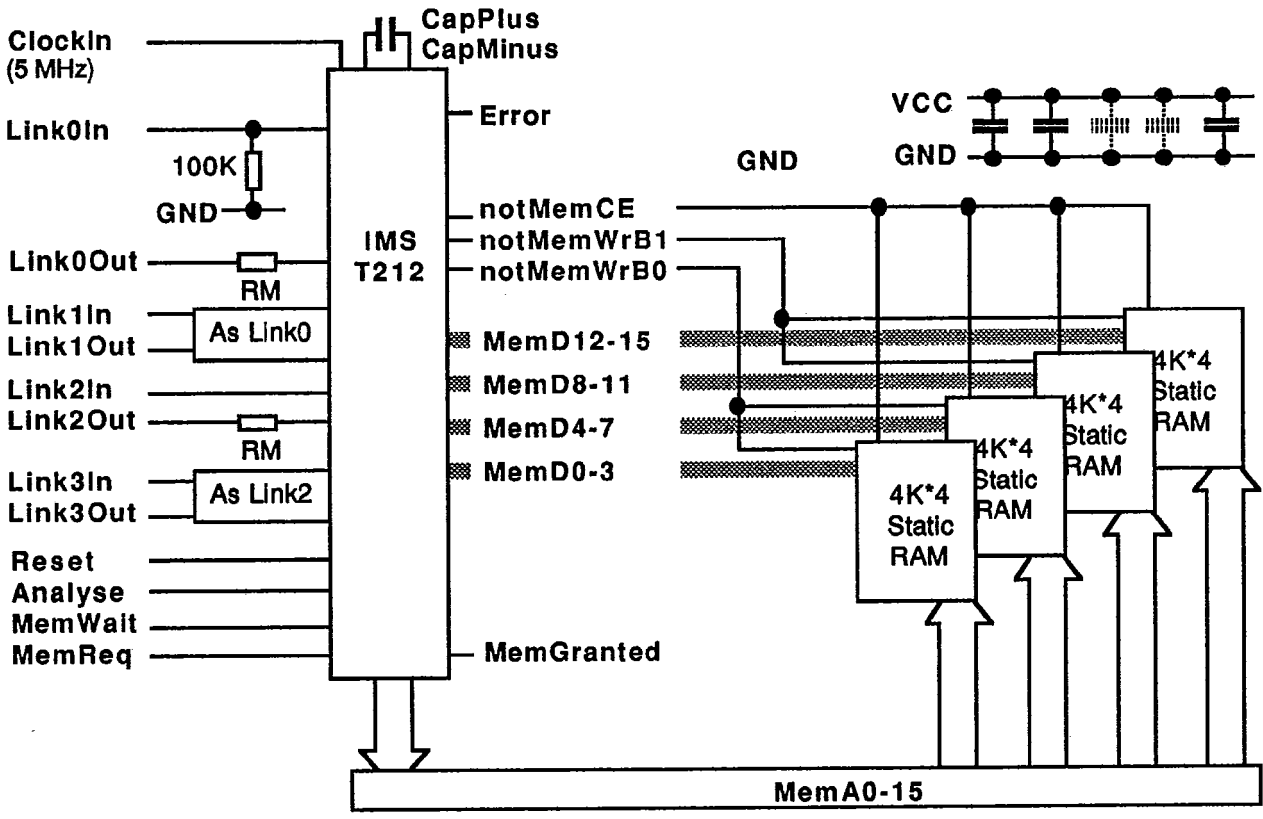 CapPlus
CapMinus
ClockIn
(5 MHz)
Error
VCC
GND
Link0In
100K
GND
GND
notMemCE
notMemWrB1
notMemWrB0
IMS
T212
Link0Out
RM
Link1In
Link1Out
As Link0
MemD12-15
MemD8-11
MemD4-7
MemD0-3
Link2In
Link2Out
RM
Link3In
Link3Out
As Link2
4K*4
Static
RAM
4K*4
Static
RAM
4K*4
Static
RAM
4K*4
Static
RAM
Reset
Analyse
MemWait
MemReq
MemGranted
MemA0-15